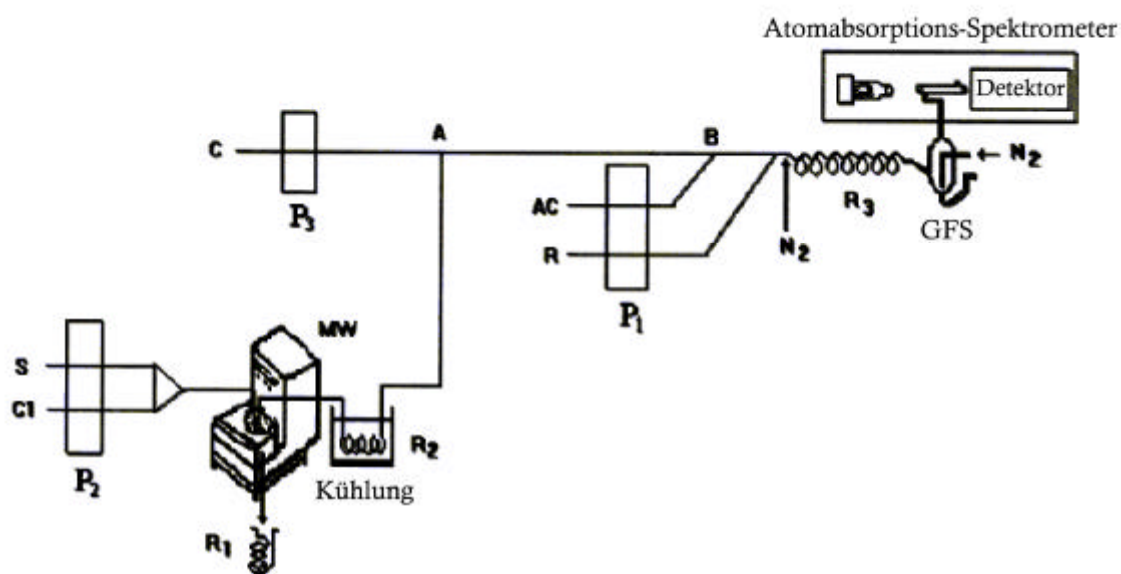 Atomabsorptions-Spektrometer
Detektor
A
B
C
N2
P3
AC
R3
GFS
R
N2
P1
MW
S
C1
R2
P2
Kühlung
R1